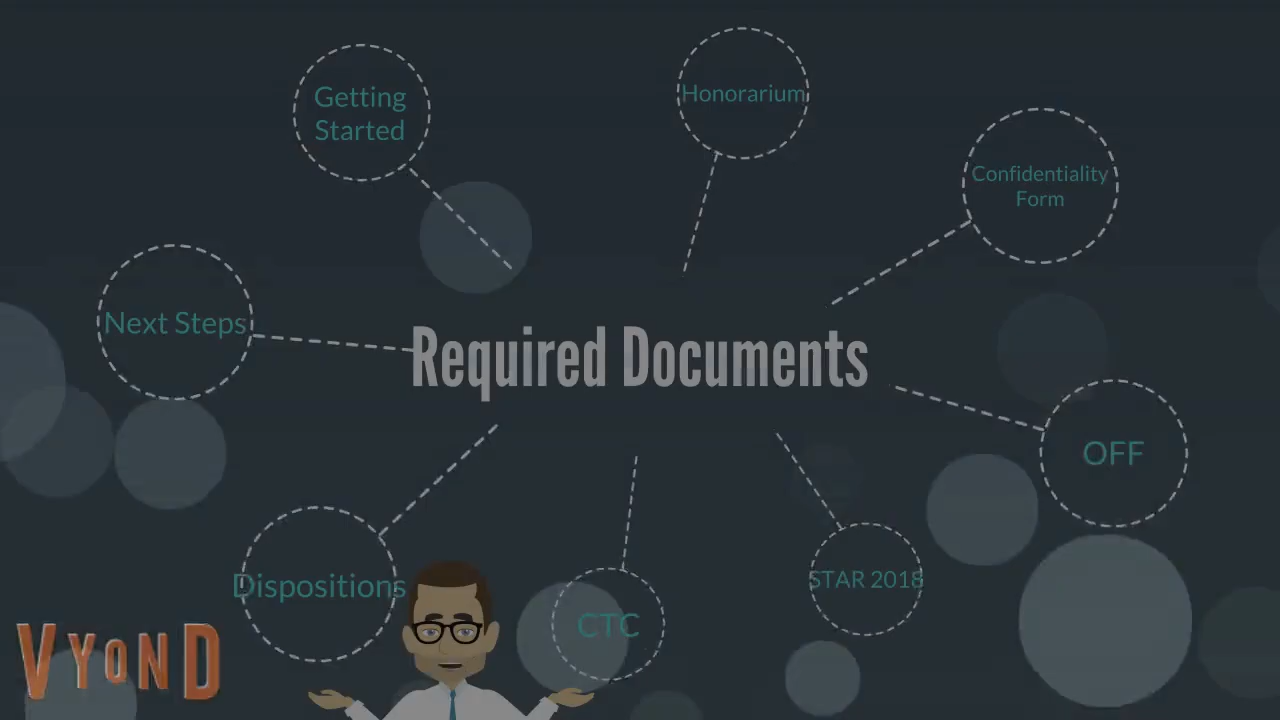 Getting
Started
Honorarium
Confidentiality
Form
Next Steps
Required Documents
OFF
Dispositions
STAR 2018
CTC
VYOND